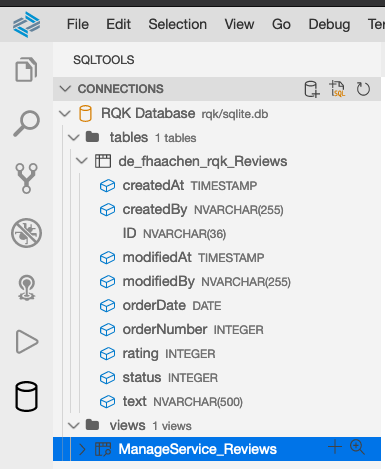 File Edit Selection View Go Debug Ter
SQLTOOLS
CONNECTIONS
SQL
RQK Database rqk/sqlite.db
tables 1 tables
de_fhaachen_rqk_Reviews
createdAt TIMESTAMP
createdBy NVARCHAR(255)
ID NVARCHAR(36)
modifiedAt TIMESTAMP
modifiedBy NVARCHAR(255)
orderDate DATE
orderNumber INTEGER
rating INTEGER
status INTEGER
text NVARCHAR(500)
views 1 views
ManageService_Reviews